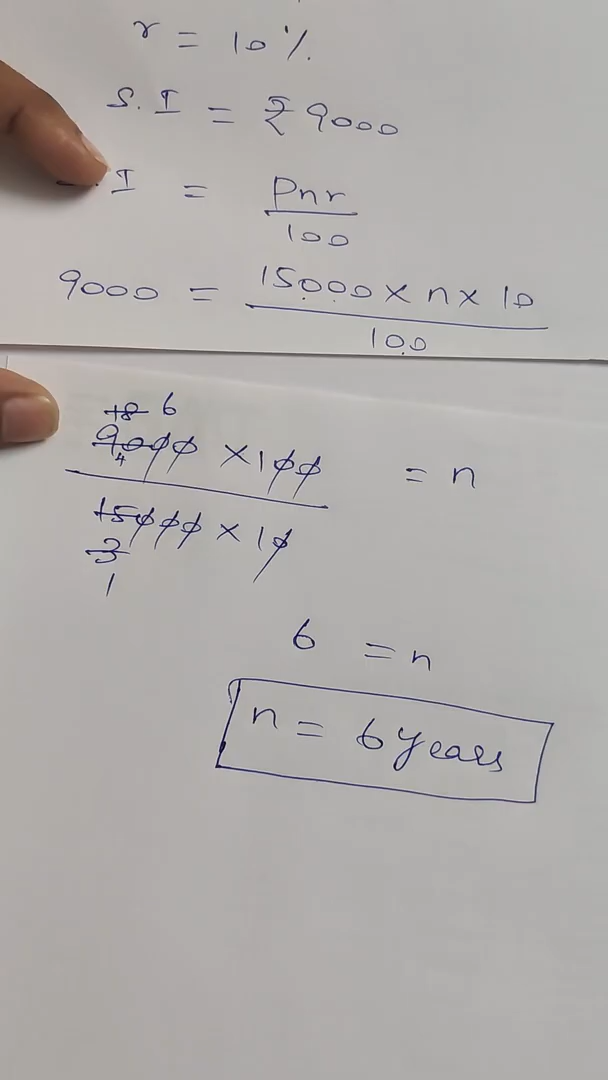 r = 10%.
S.I = ₹ 9000
.I = Pnr / 100
9000 = 15000 × n × 10 / 100
18 6
9000 × 100 = n
4
15000 × 10
3
1
6 = n
n = 6 years